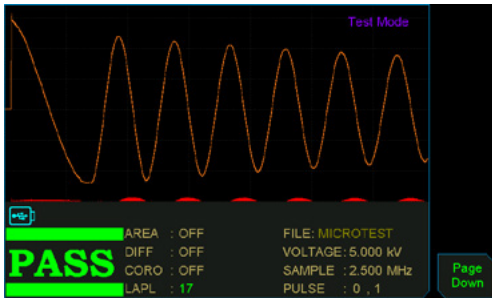 Test Mode
AREA : OFF
DIFF : OFF
CORO : OFF
LAPL : 17
PASS
FILE: MICROTEST
VOLTAGE: 5.000 kV
SAMPLE : 2.500 MHz
PULSE : 0 , 1
Page
Down